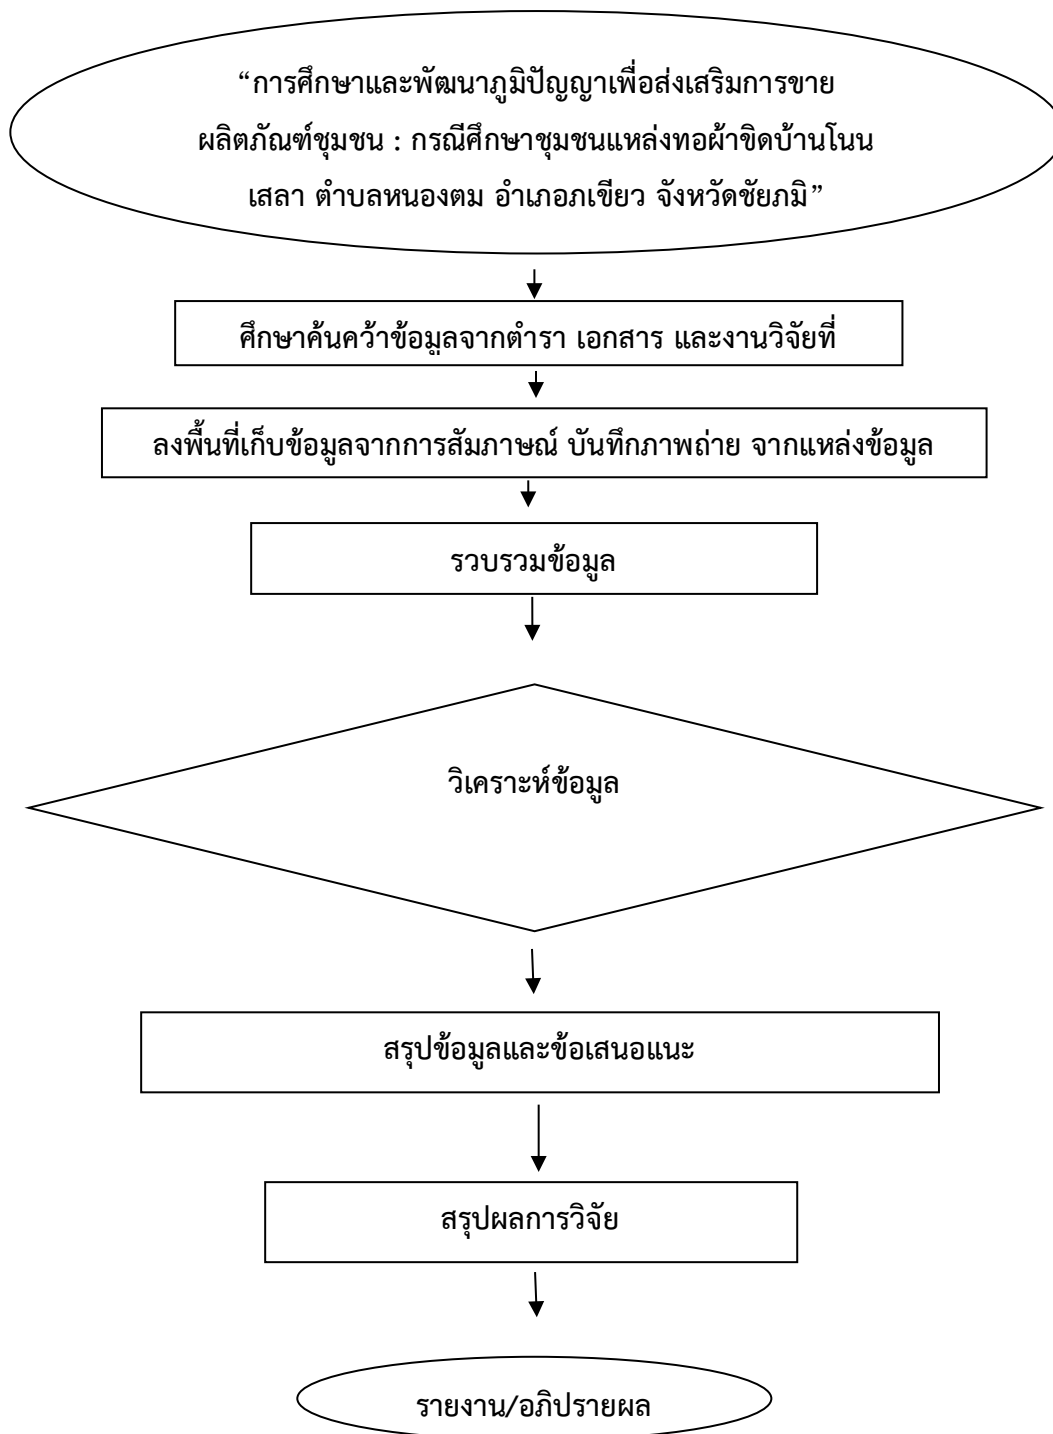 “การศึกษาและพัฒนาภูมิปัญญาเพื่อส่งเสริมการขาย
ผลิตภัณฑ์ชุมชน : กรณีศึกษาชุมชนแหล่งทอผ้าขิดบ้านโนน
เสลา ตำบลหนองตม อำเภอภเขียว จังหวัดชัยภมิ”
ศึกษาค้นคว้าข้อมูลจากตำรา เอกสาร และงานวิจัยที่
ลงพื้นที่เก็บข้อมูลจากการสัมภาษณ์ บันทึกภาพถ่าย จากแหล่งข้อมูล
รวบรวมข้อมูล
วิเคราะห์ข้อมูล
สรุปข้อมูลและข้อเสนอแนะ
สรุปผลการวิจัย
รายงาน/อภิปรายผล